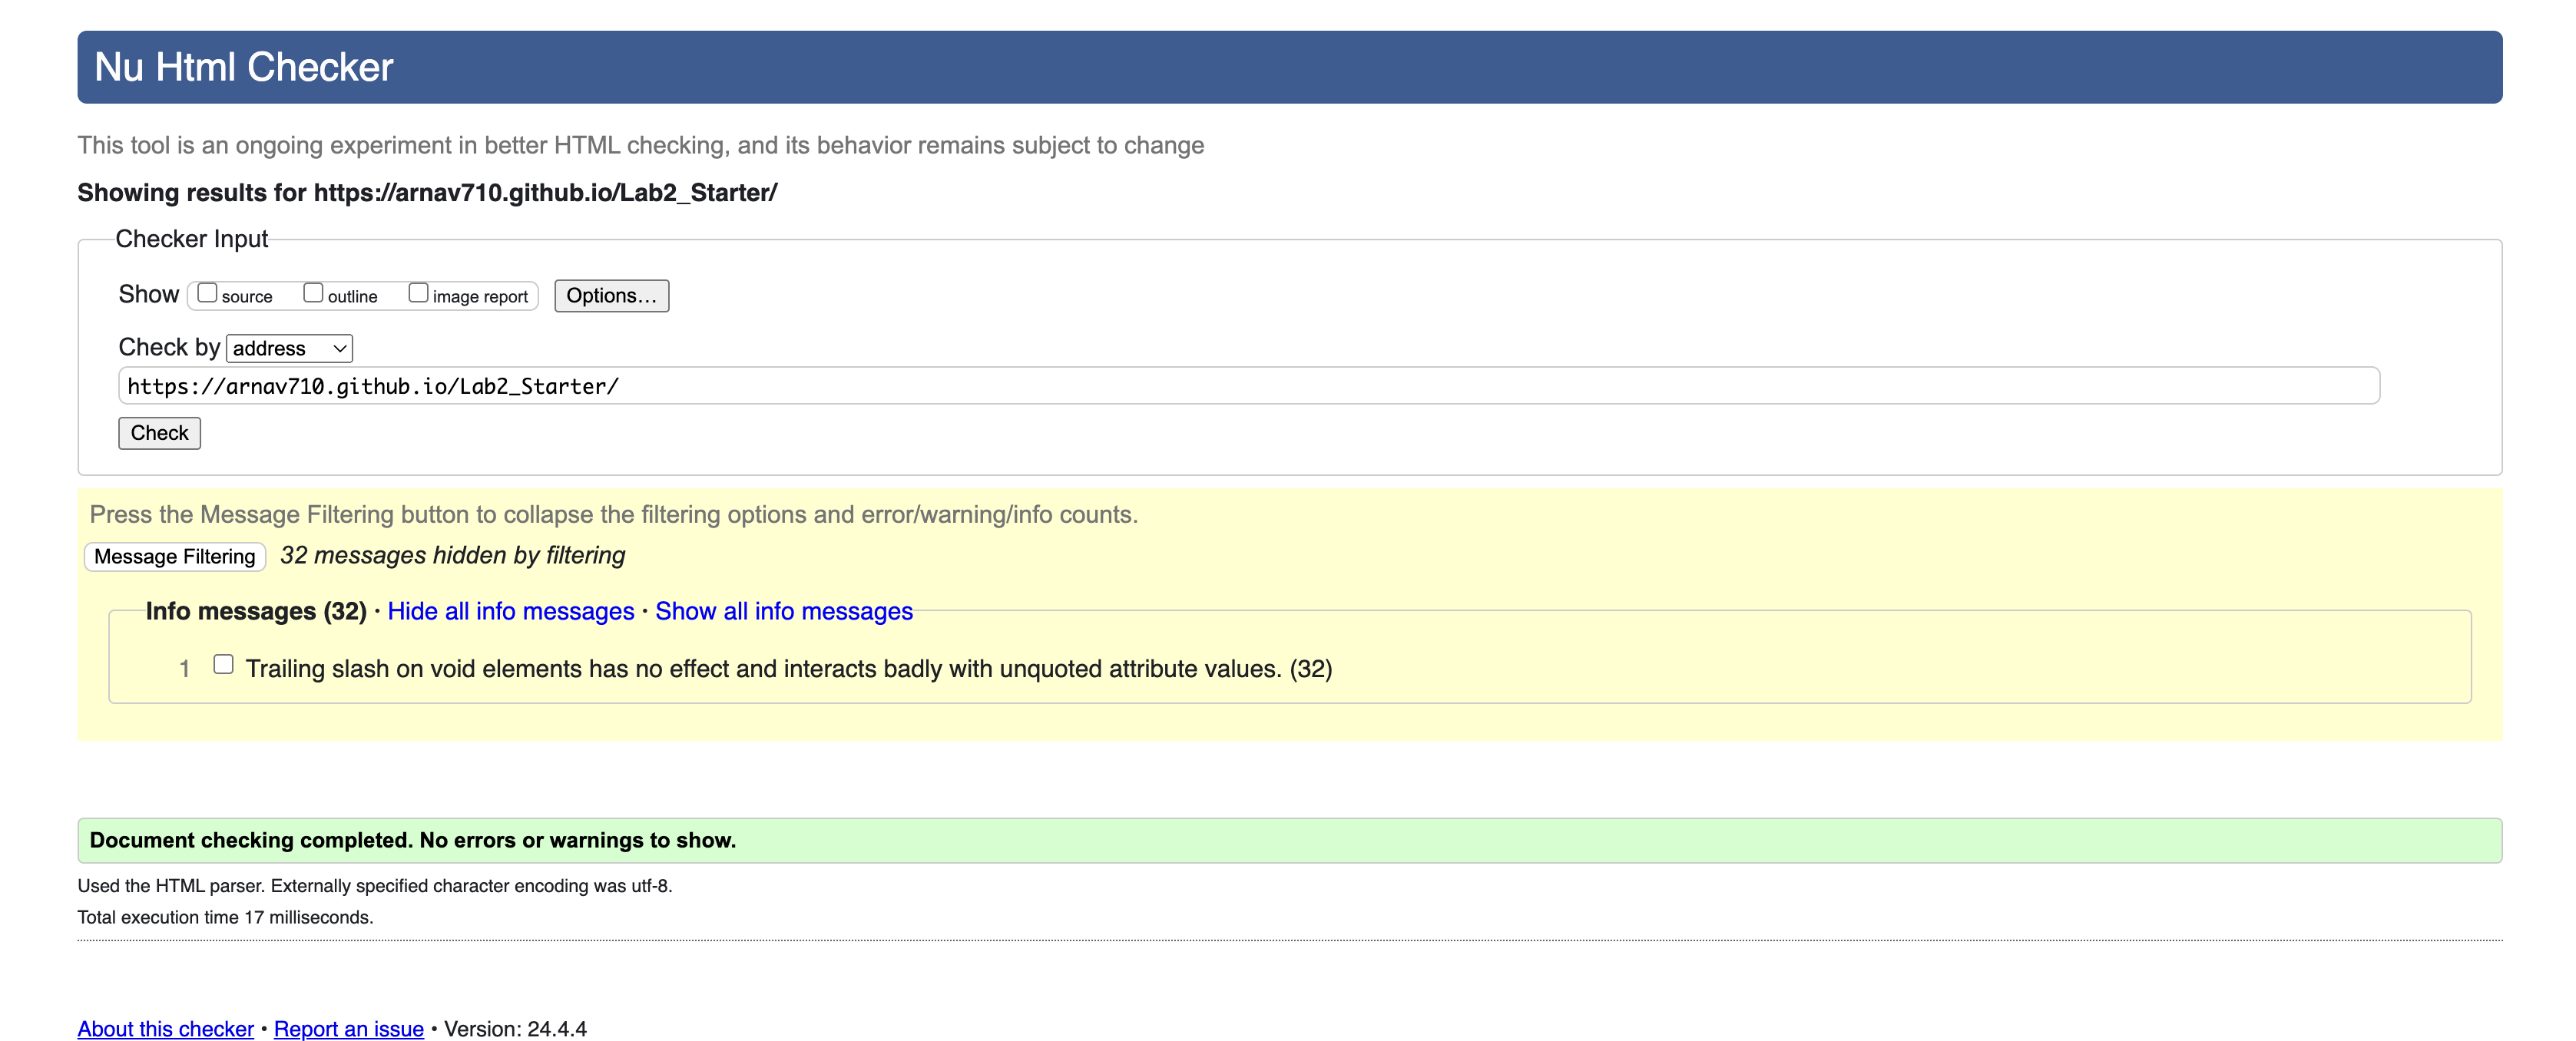 Nu Html Checker
This tool is an ongoing experiment in better HTML checking, and its behavior remains subject to change
Showing results for https://arnav710.github.io/Lab2_Starter/
Checker Input
Show source outline image report Options...
Check by address
https://arnav710.github.io/Lab2_Starter/
Check
Press the Message Filtering button to collapse the filtering options and error/warning/info counts.
Message Filtering 32 messages hidden by filtering
Info messages (32) · Hide all info messages · Show all info messages
1 Trailing slash on void elements has no effect and interacts badly with unquoted attribute values. (32)
Document checking completed. No errors or warnings to show.
Used the HTML parser. Externally specified character encoding was utf-8.
Total execution time 17 milliseconds.
About this checker • Report an issue • Version: 24.4.4